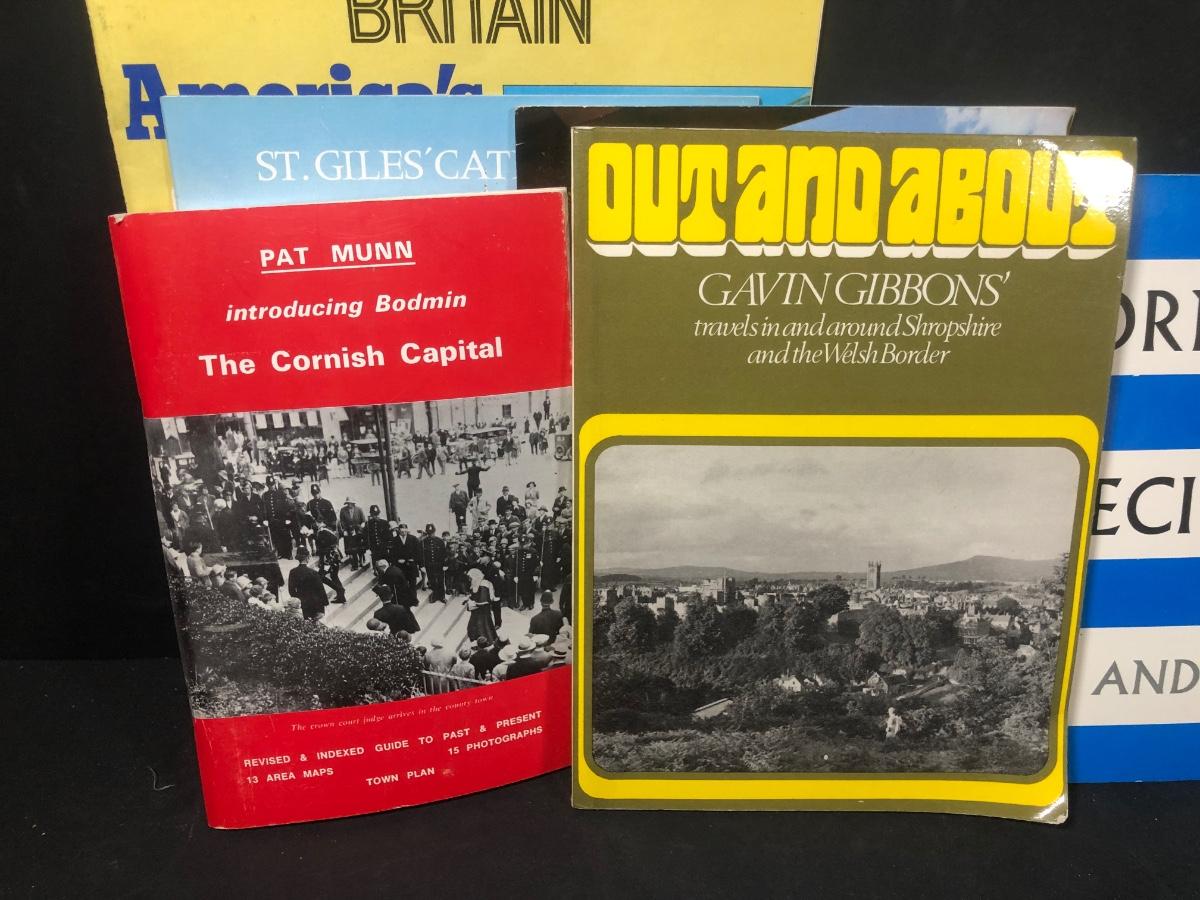 BRITAIN
America's
ST. GILES' CAT
PAT MUNN
introducing Bodmin
The Cornish Capital
The crown court judge arrives in the county town
REVISED & INDEXED GUIDE TO PAST & PRESENT
13 AREA MAPS
15 PHOTOGRAPHS
TOWN PLAN
OUT AND ABOUT
GAVIN GIBBONS'
travels in and around Shropshire
and the Welsh Border
ECI
AND